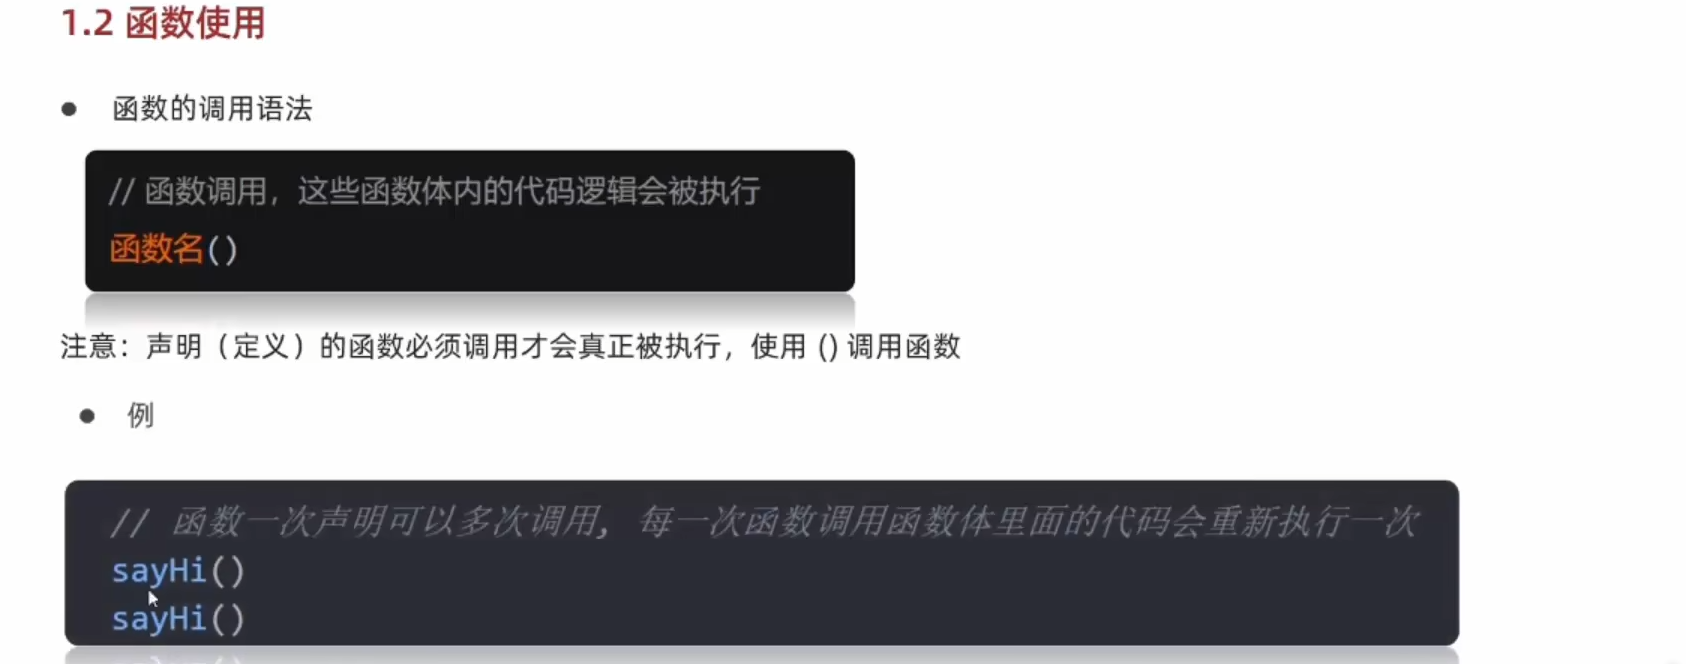 1.2 函数使用
● 函数的调用语法
// 函数调用，这些函数体内的代码逻辑会被执行
函数名()
注意：声明（定义）的函数必须调用才会真正被执行，使用 () 调用函数
● 例
// 函数一次声明可以多次调用，每一次函数调用函数体里面的代码会重新执行一次
sayHi()
sayHi()